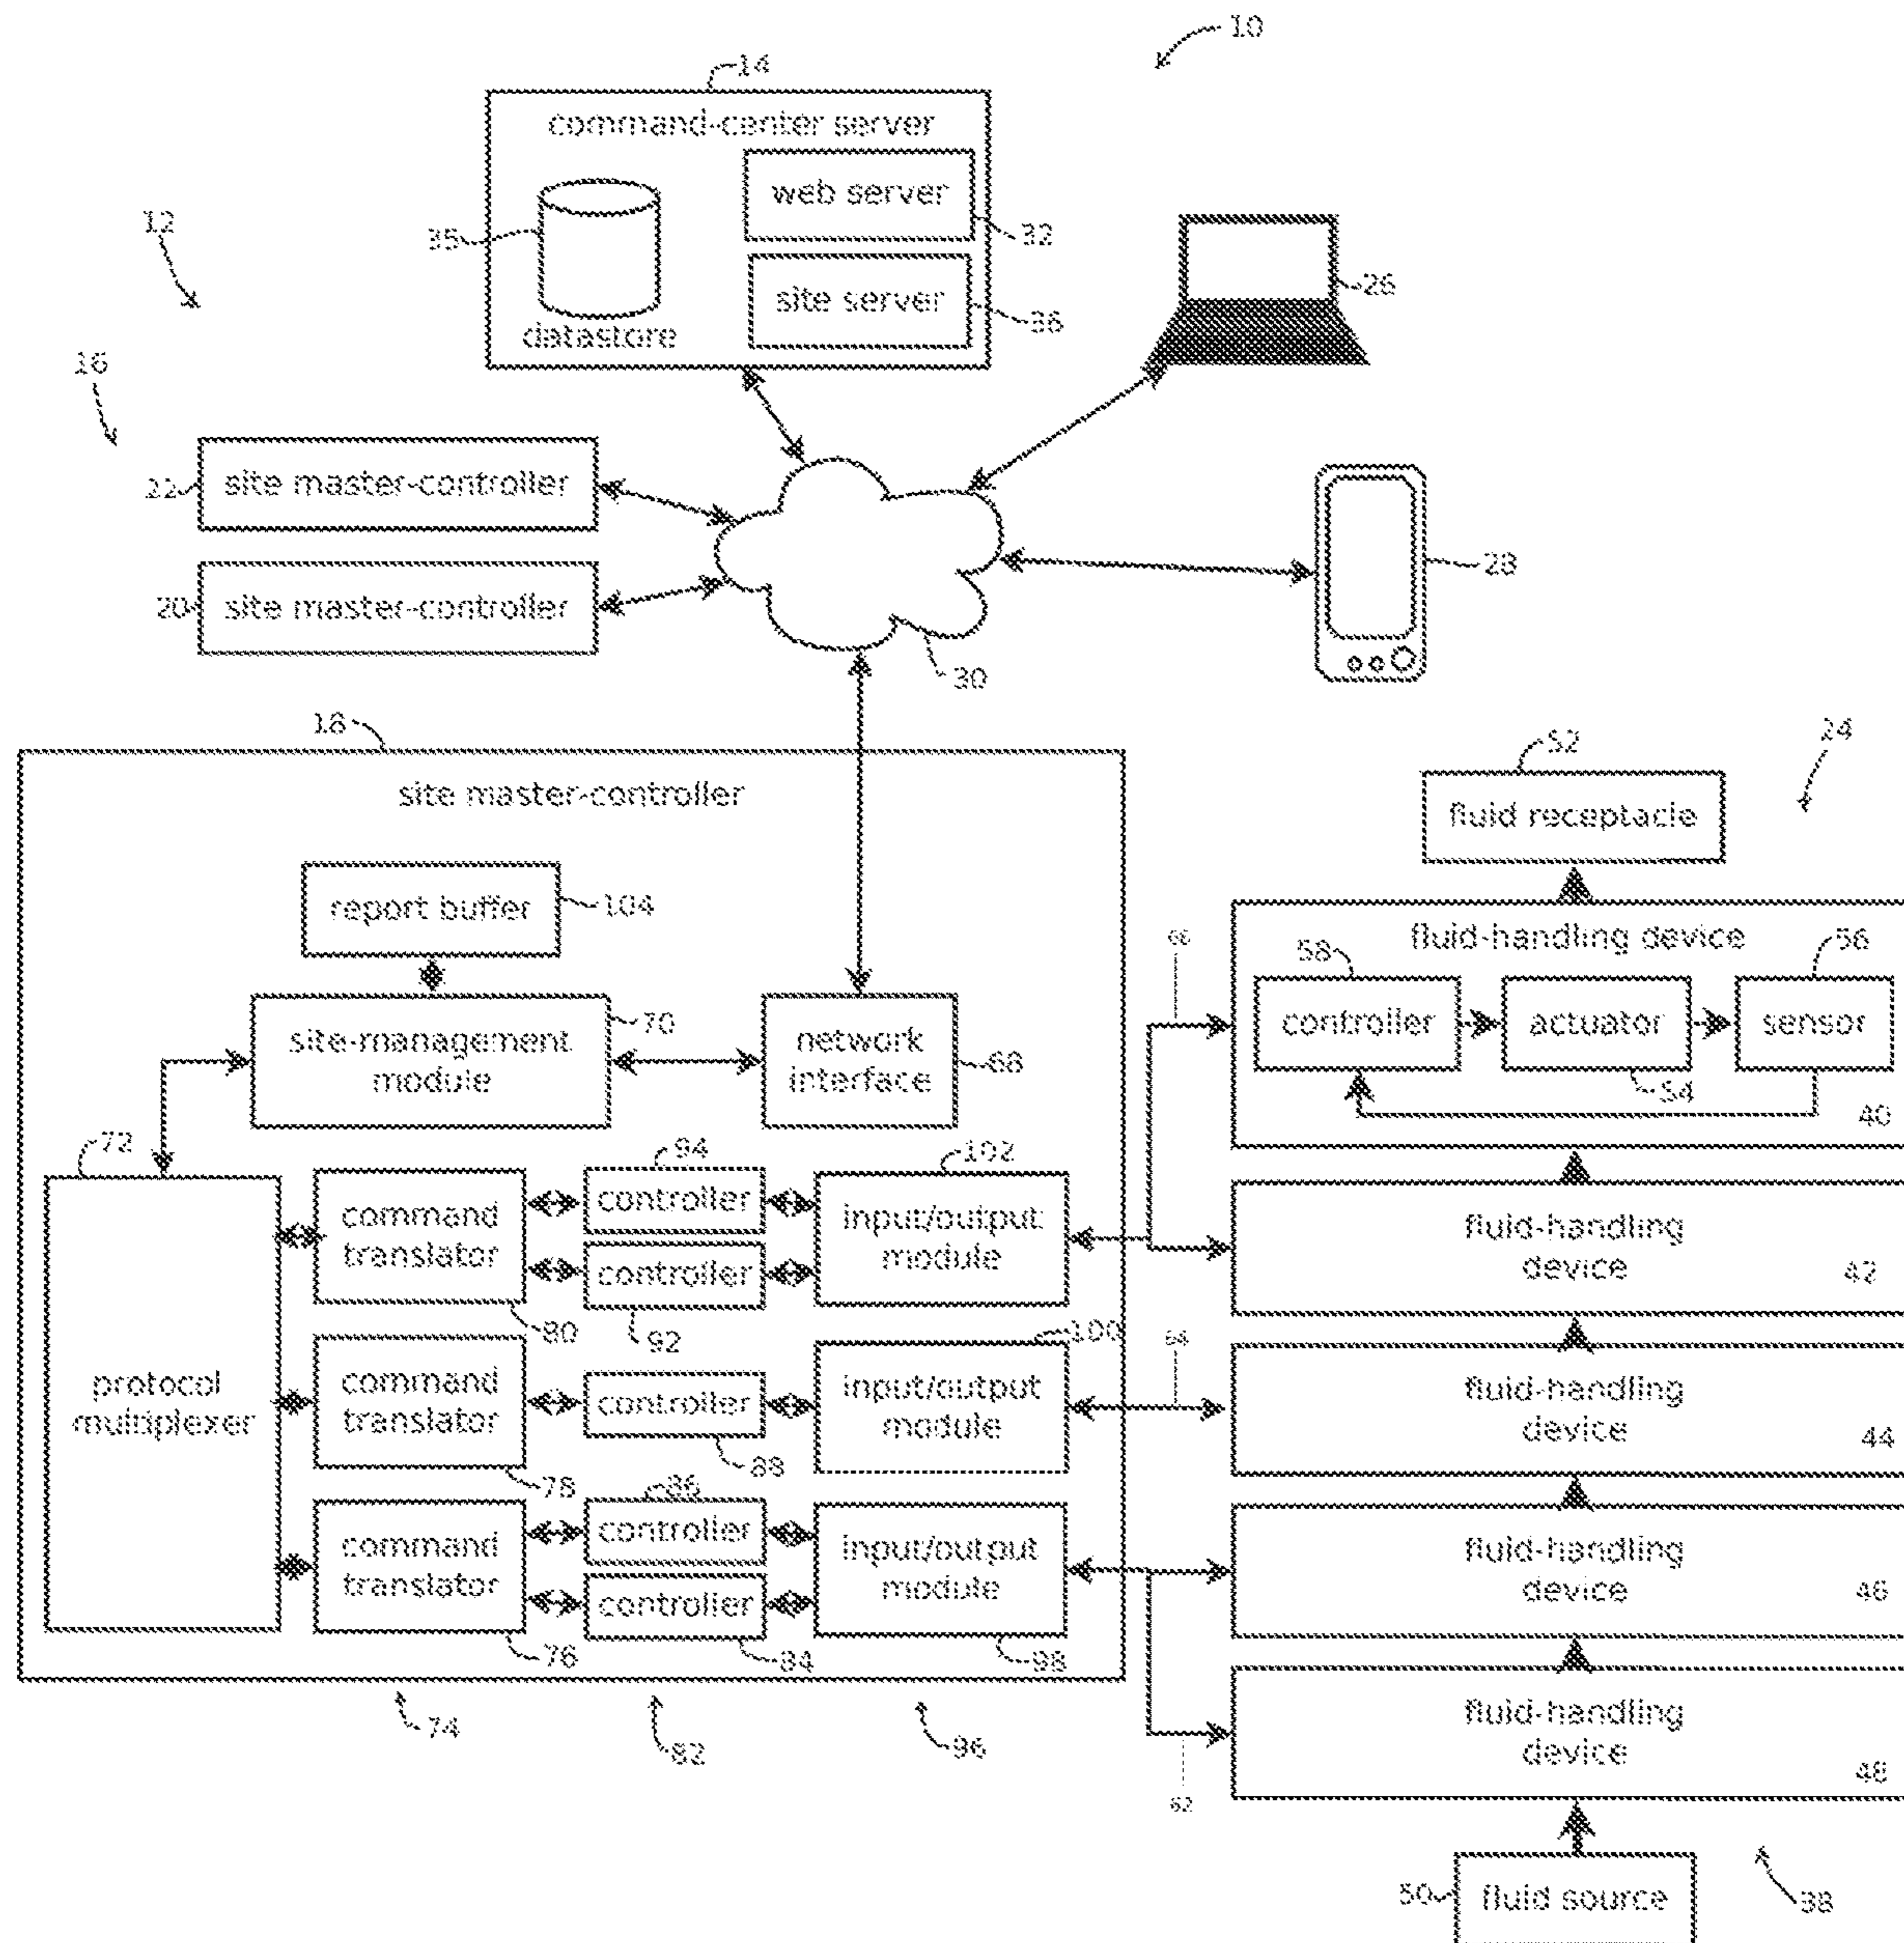 10
14
command-center server
web server
32
35
site server
36
datastore
12
16
26
22
site master-controller
20
site master-controller
28
30
18
site master-controller
report buffer
104
site-management
module
70
network
interface
68
72
protocol
multiplexer
command
translator
80
command
translator
78
command
translator
76
94
controller
controller
92
controller
88
86
controller
controller
84
102
input/output
module
100
input/output
module
input/output
module
98
74
82
96
66
64
62
24
52
fluid receptacle
fluid-handling device
58
56
controller
actuator
sensor
54
40
fluid-handling
device
42
fluid-handling
device
44
fluid-handling
device
46
fluid-handling
device
48
50
fluid source
38